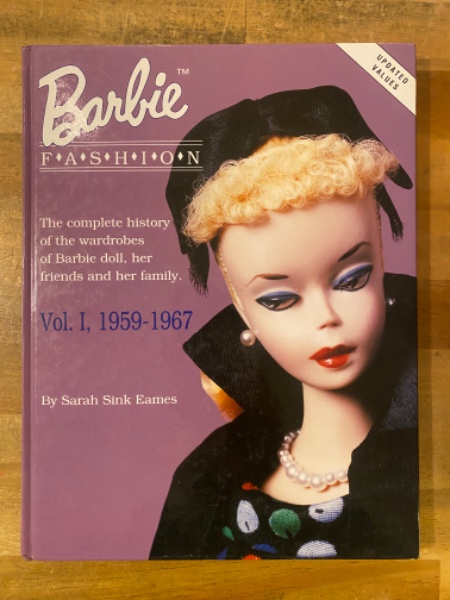 Barbie™
F♦A♦S♦H♦I♦O♦N
UPDATED
VALUES
The complete history
of the wardrobes
of Barbie doll, her
friends and her family.
Vol. I, 1959-1967
By Sarah Sink Eames